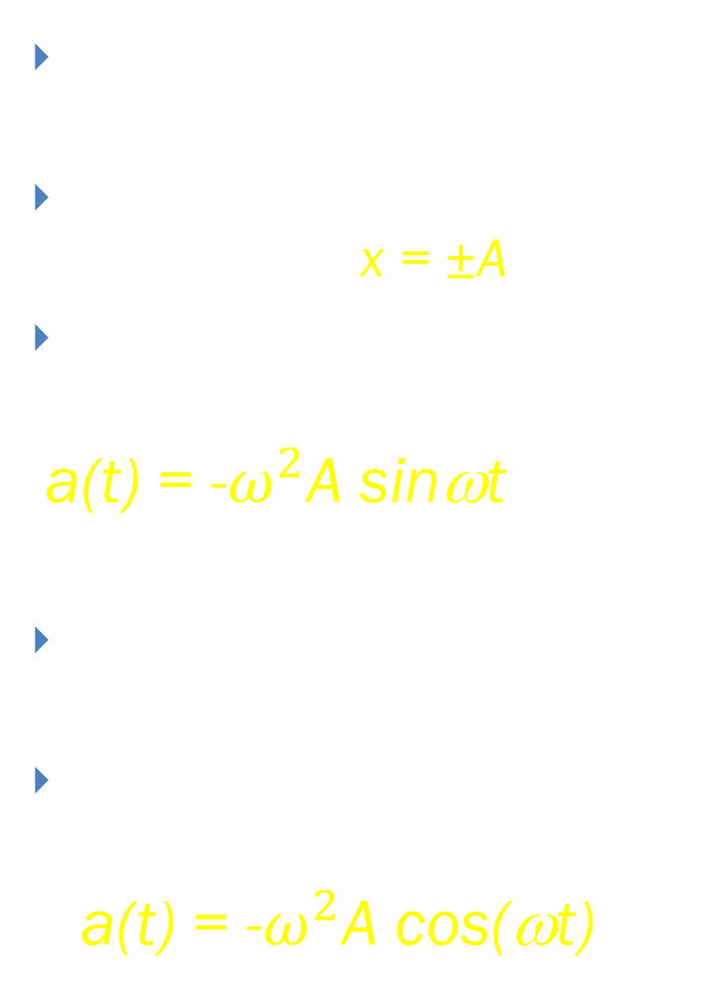 x = ±A
a(t) = -ω²A sinωt
a(t) = -ω²A cos(ωt)